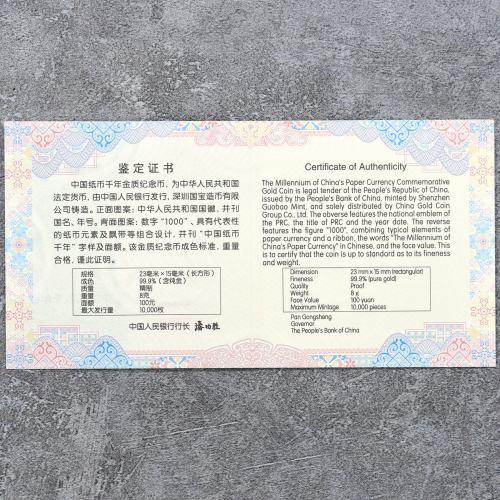 鉴定证书
中国纸币千年金质纪念币，为中华人民共和国
法定货币，由中国人民银行发行，深圳国宝造币有限
公司铸造。正面图案：中华人民共和国国徽，并刊
国名、年号。背面图案：数字“1000”、具有代表性
的纸币元素及飘带等组合设计，并刊“中国纸币
千年”字样及面额。该金质纪念币成色标准，重量
合格，谨此证明。
规格 23毫米×15毫米（长方形）
成色 99.9%（含纯金）
质量 精制
重量 8克
面额 100元
最大发行量 10,000枚
中国人民银行行长 潘功胜
Certificate of Authenticity
The Millennium of China's Paper Currency Commemorative
Gold Coin is legal tender of the People's Republic of China,
issued by the People's Bank of China, minted by Shenzhen
Guobao Mint, and solely distributed by China Gold Coin
Group Co., Ltd. The obverse features the national emblem of
the PRC, the title of PRC and the year date. The reverse
features the figure "1000", combining typical elements of
paper currency and a ribbon, the words "The Millennium of
China's Paper Currency" in Chinese, and the face value. This
is to certify that the coin is up to standard as to its fineness
and weight.
Dimension 23 mm x 15 mm (rectangular)
Fineness 99.9% (pure gold)
Quality Proof
Weight 8 g
Face Value 100 yuan
Maximum Mintage 10,000 pieces
Pan Gongsheng
Governor
The People's Bank of China